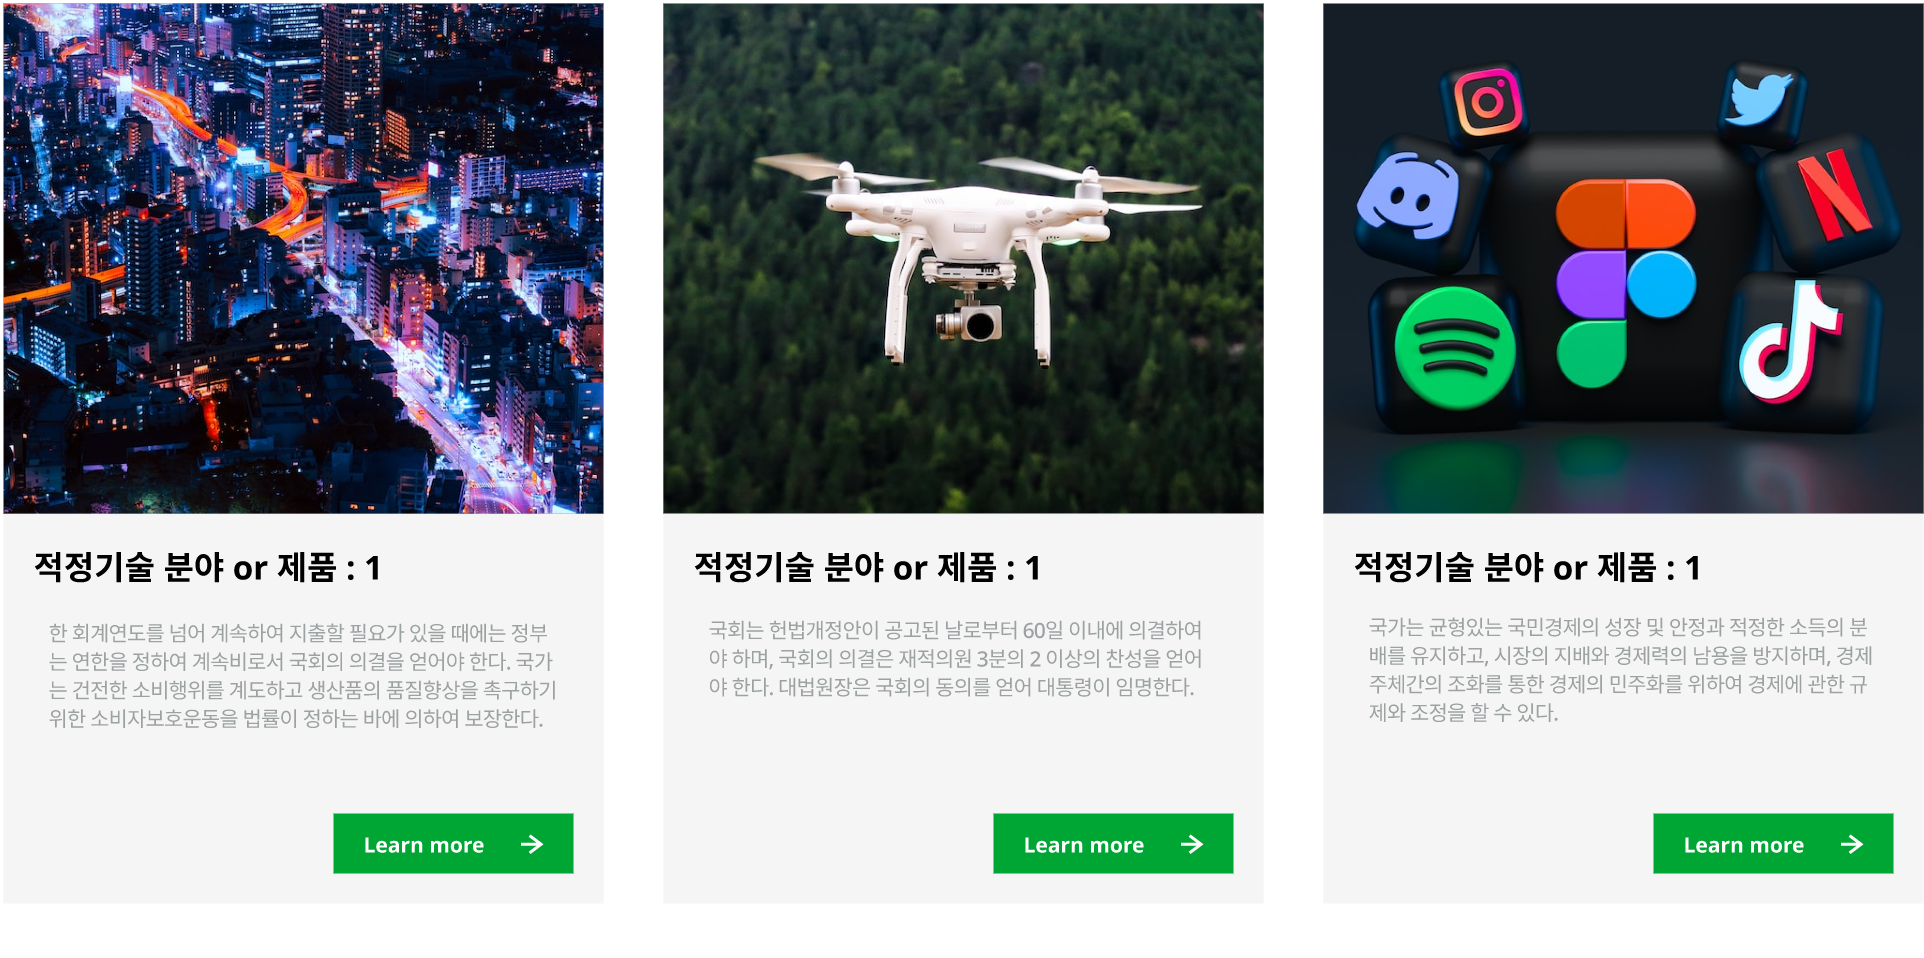 적정기술 분야 or 제품 : 1
한 회계연도를 넘어 계속하여 지출할 필요가 있을 때에는 정부
는 연한을 정하여 계속비로서 국회의 의결을 얻어야 한다. 국가
는 건전한 소비행위를 계도하고 생산품의 품질향상을 촉구하기
위한 소비자보호운동을 법률이 정하는 바에 의하여 보장한다.
Learn more
적정기술 분야 or 제품 : 1
국회는 헌법개정안이 공고된 날로부터 60일 이내에 의결하여
야 하며, 국회의 의결은 재적의원 3분의 2 이상의 찬성을 얻어
야 한다. 대법원장은 국회의 동의를 얻어 대통령이 임명한다.
Learn more
적정기술 분야 or 제품 : 1
국가는 균형있는 국민경제의 성장 및 안정과 적정한 소득의 분
배를 유지하고, 시장의 지배와 경제력의 남용을 방지하며, 경제
주체간의 조화를 통한 경제의 민주화를 위하여 경제에 관한 규
제와 조정을 할 수 있다.
Learn more